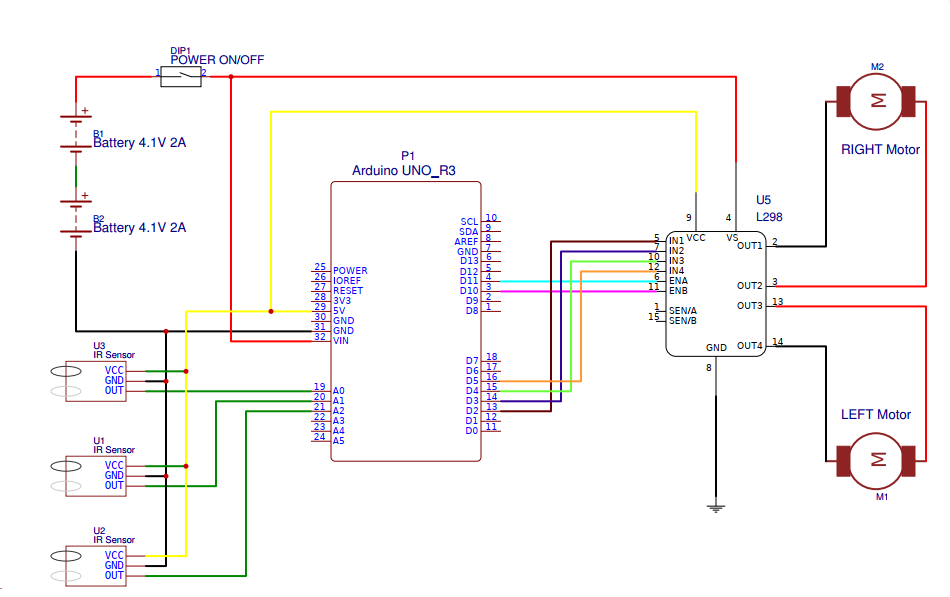 DIP1
POWER ON/OFF
1 2
+
B1
Battery 4.1V 2A
+
B2
Battery 4.1V 2A
P1
Arduino UNO_R3
25 POWER
26 IOREF
27 RESET
28 3V3
29 5V
30 GND
31 GND
32 VIN
19 A0
20 A1
21 A2
22 A3
23 A4
24 A5
SCL 10
SDA 9
AREF 8
GND 7
D13 6
D12 5
D11 4
D10 3
D9 2
D8 1
D7 18
D6 17
D5 16
D4 15
D3 14
D2 13
D1 12
D0 11
U3
IR Sensor
VCC
GND
OUT
U1
IR Sensor
VCC
GND
OUT
U2
IR Sensor
VCC
GND
OUT
U5
L298
9 4
VCC VS
5 IN1
7 IN2
10 IN3
12 IN4
6 ENA
11 ENB
1 SEN/A
15 SEN/B
OUT1 2
OUT2 3
OUT3 13
OUT4 14
GND
8
M2
M
RIGHT Motor
LEFT Motor
M
M1